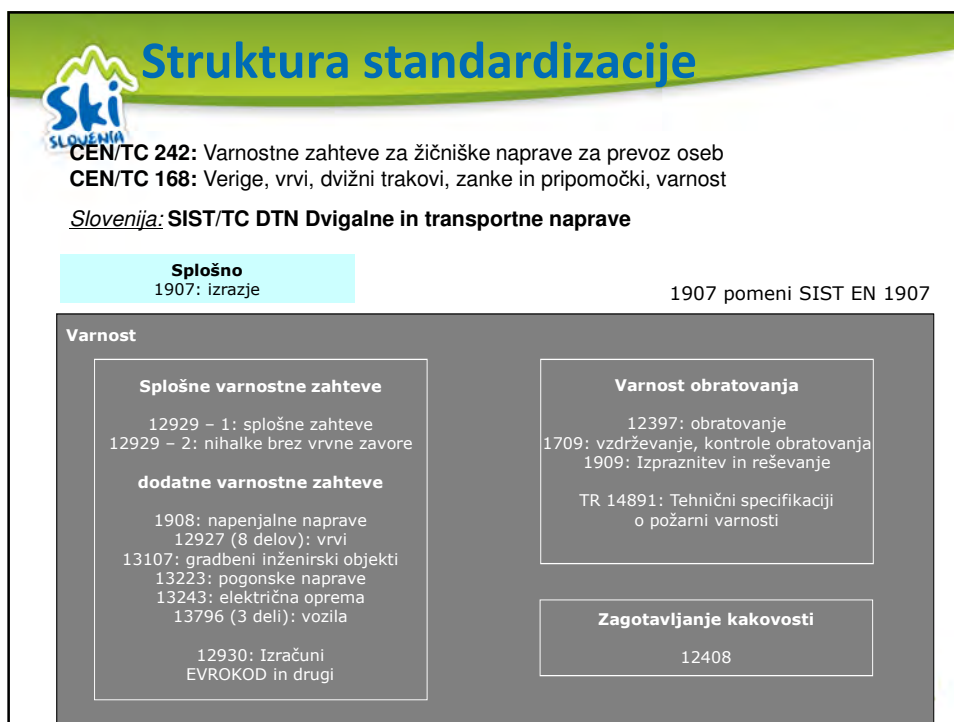 Struktura standardizacije
Ski
SLOVENIA
CEN/TC 242: Varnostne zahteve za žičniške naprave za prevoz oseb
CEN/TC 168: Verige, vrvi, dvižni trakovi, zanke in pripomočki, varnost
Slovenija: SIST/TC DTN Dvigalne in transportne naprave
Splošno
1907: izrazje
1907 pomeni SIST EN 1907
Varnost
Splošne varnostne zahteve
12929 – 1: splošne zahteve
12929 – 2: nihalke brez vrvne zavore
dodatne varnostne zahteve
1908: napenjalne naprave
12927 (8 delov): vrvi
13107: gradbeni inženirski objekti
13223: pogonske naprave
13243: električna oprema
13796 (3 deli): vozila
12930: Izračuni
EVROKOD in drugi
Varnost obratovanja
12397: obratovanje
1709: vzdrževanje, kontrole obratovanja
1909: Izpraznitev in reševanje
TR 14891: Tehnični specifikaciji
o požarni varnosti
Zagotavljanje kakovosti
12408